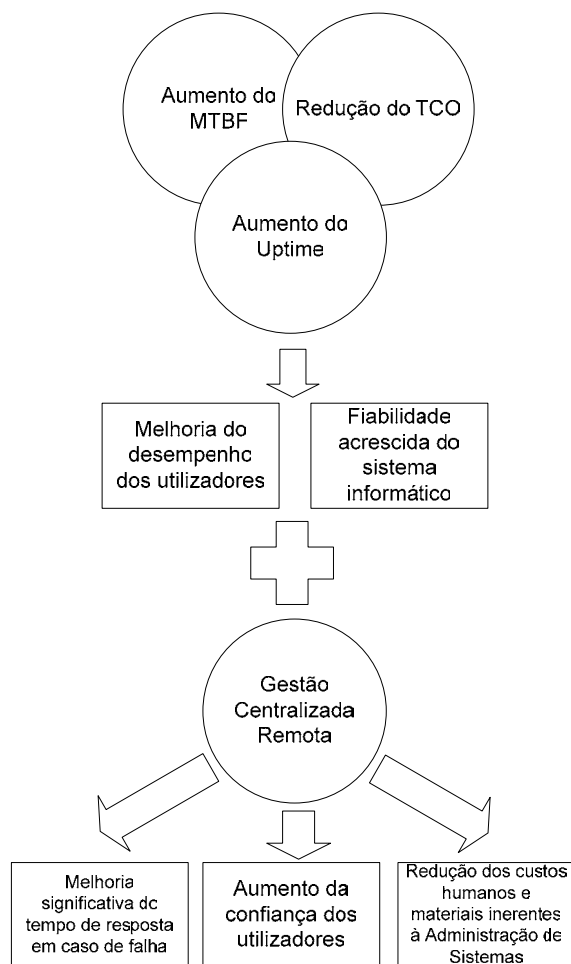 Aumento do
MTBF
Redução do TCO
Aumento do
Uptime
Melhoria do
desempenho
dos utilizadores
Fiabilidade
acrescida do
sistema
informático
Gestão
Centralizada
Remota
Melhoria
significativa do
tempo de resposta
em caso de falha
Aumento da
confiança dos
utilizadores
Redução dos custos
humanos e
materiais inerentes
à Administração de
Sistemas